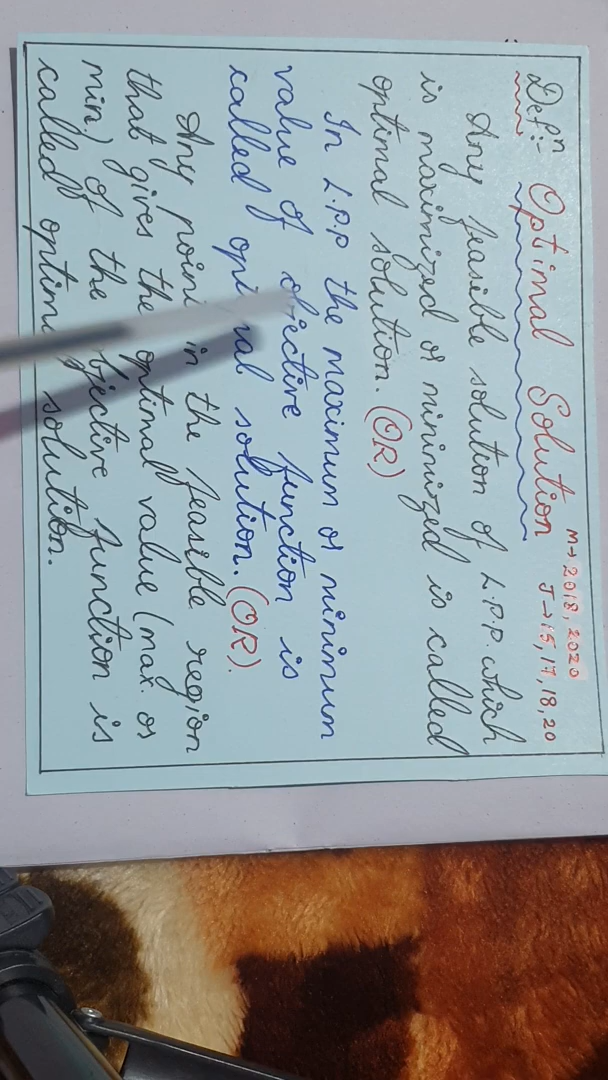 M→2018, 2020
Defⁿ:- Optimal Solution J→15, 17, 18, 20
Any feasible solution of L.P.P. which
is maximized or minimized is called
optimal solution. (OR)
In L.P.P the maximum or minimum
value of objective function is
called optimal solution. (OR).
Any point in the feasible region
that gives the optimal value (max. or
min.) of the objective function is
called optimal solution.